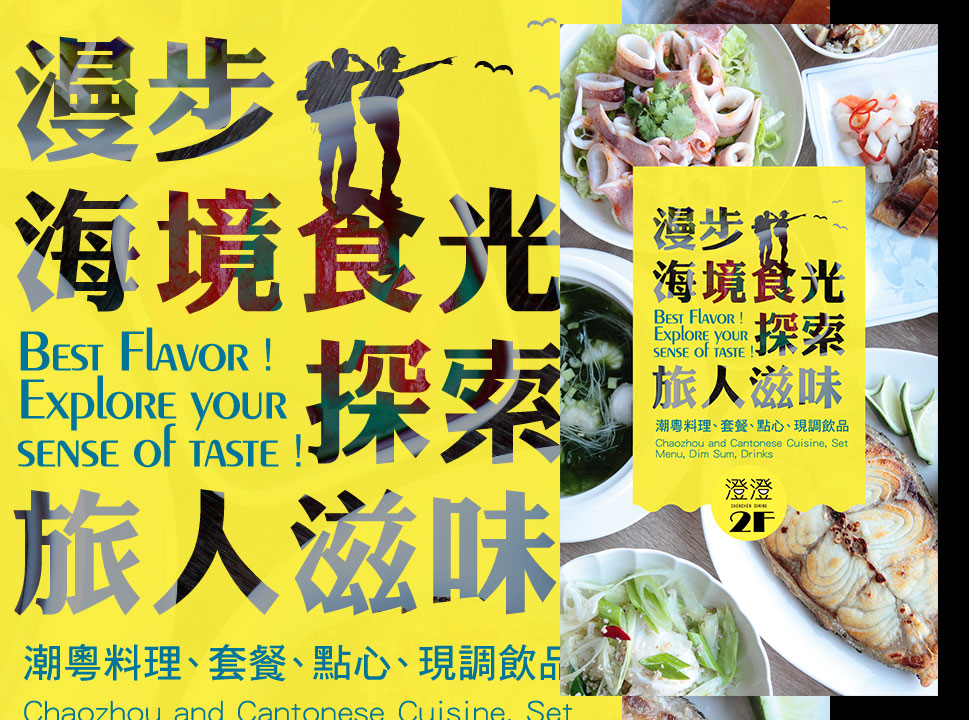 漫步
海境食光
BEST FLAVOR !
EXPLORE YOUR
SENSE of TASTE !
探索
旅人滋味
潮粵料理、套餐、點心、現調飲品
Chaozhou and Cantonese Cuisine, Set
漫步
海境食光
BEST FLAVOR !
EXPLORE YOUR
SENSE of TASTE !
探索
旅人滋味
潮粵料理、套餐、點心、現調飲品
Chaozhou and Cantonese Cuisine, Set
Menu, Dim Sum, Drinks
澄澄
CHENCHEN DINING
2F